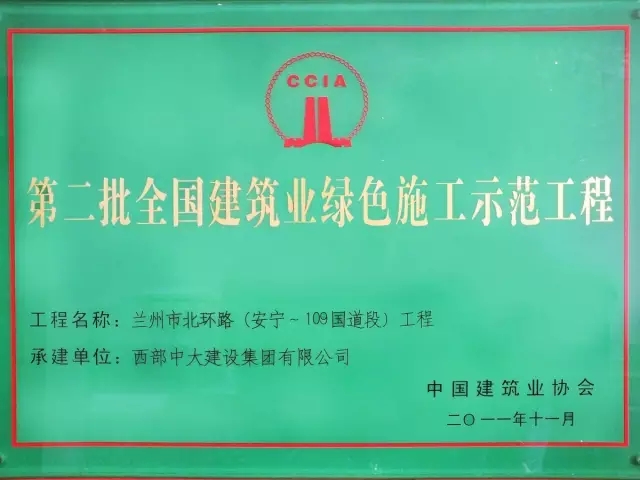 CCIA
第二批全国建筑业绿色施工示范工程
工程名称：兰州市北环路（安宁～109国道段）工程
承建单位：西部中大建设集团有限公司
中国建筑业协会
二〇一一年十一月